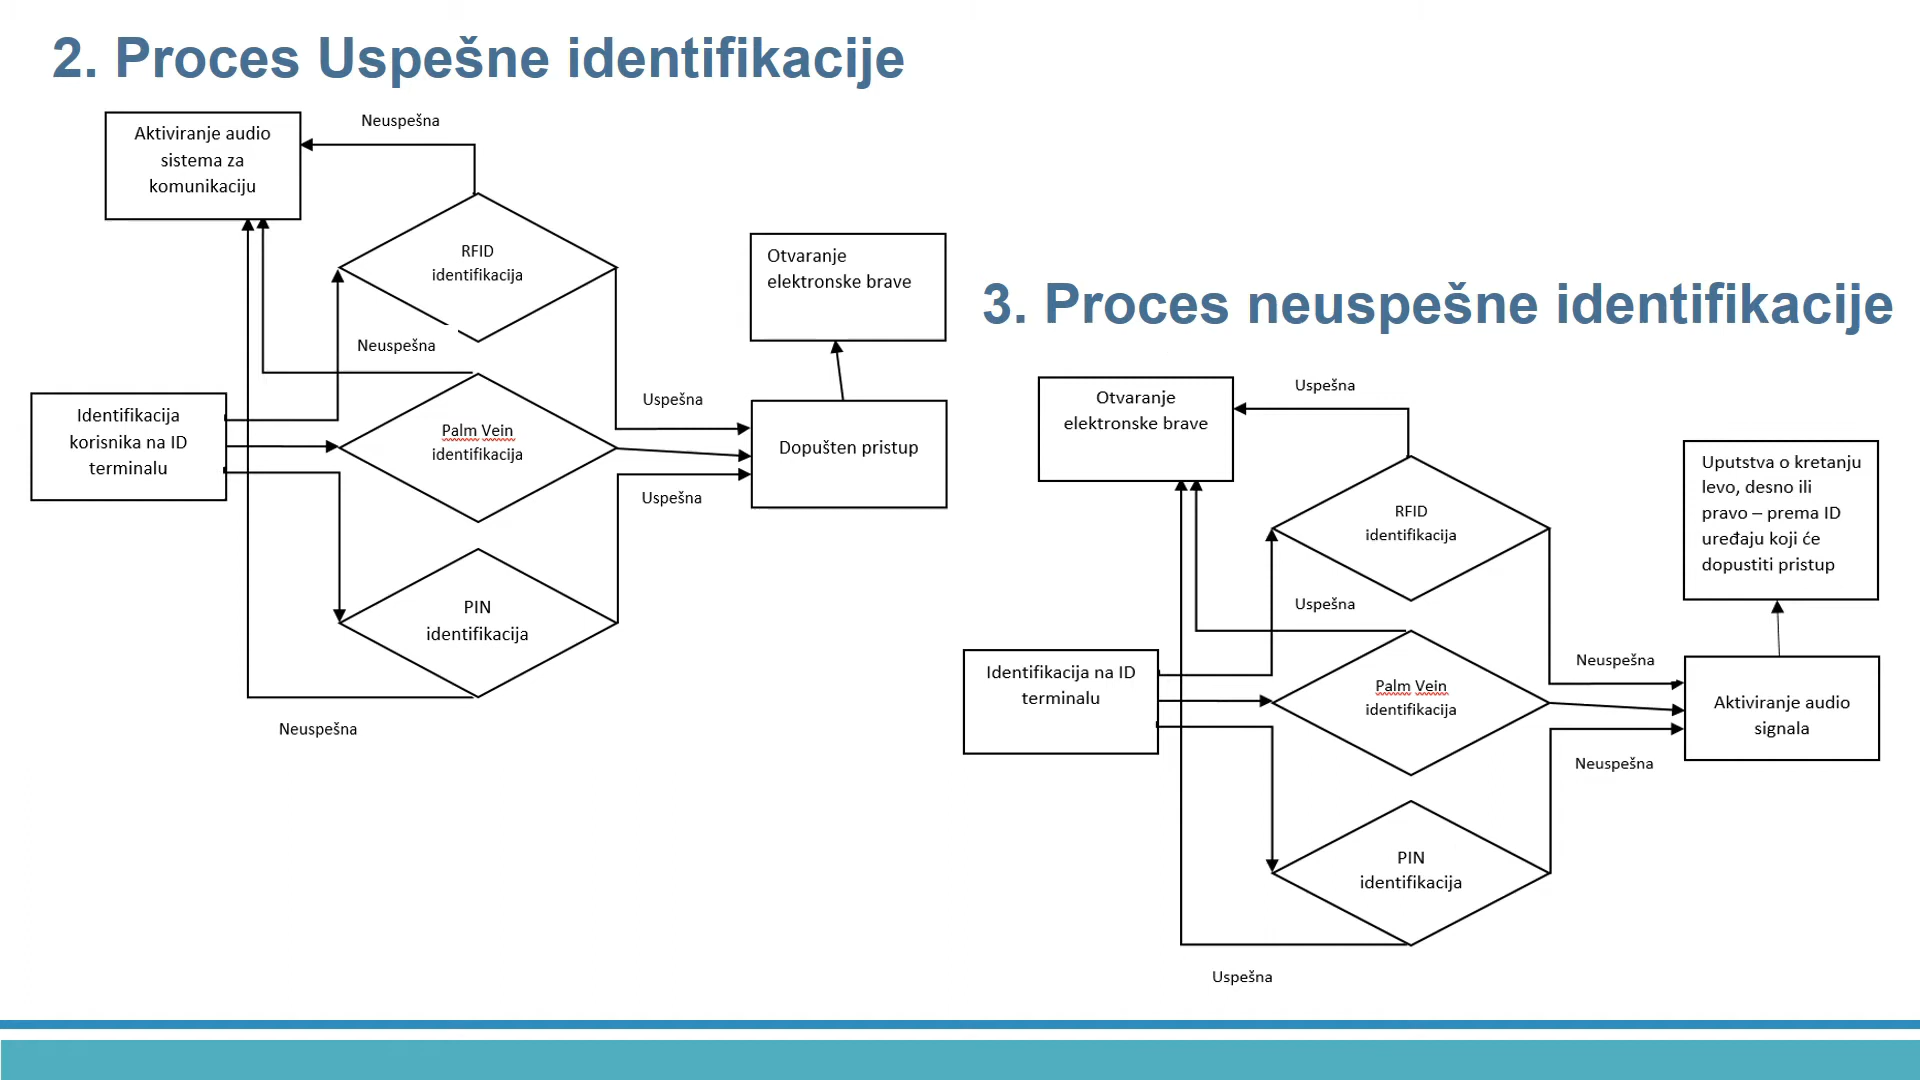 2. Proces Uspešne identifikacije
Neuspešna
Aktiviranje audio
sistema za
komunikaciju
RFID
identifikacija
Otvaranje
elektronske brave
Neuspešna
Uspešna
Identifikacija
korisnika na ID
terminalu
Palm Vein
identifikacija
Dopušten pristup
Uspešna
PIN
identifikacija
Neuspešna
3. Proces neuspešne identifikacije
Uspešna
Otvaranje
elektronske brave
Uputstva o kretanju
levo, desno ili
pravo – prema ID
uređaju koji će
dopustiti pristup
RFID
identifikacija
Uspešna
Neuspešna
Identifikacija na ID
terminalu
Palm Vein
identifikacija
Aktiviranje audio
signala
Neuspešna
PIN
identifikacija
Uspešna